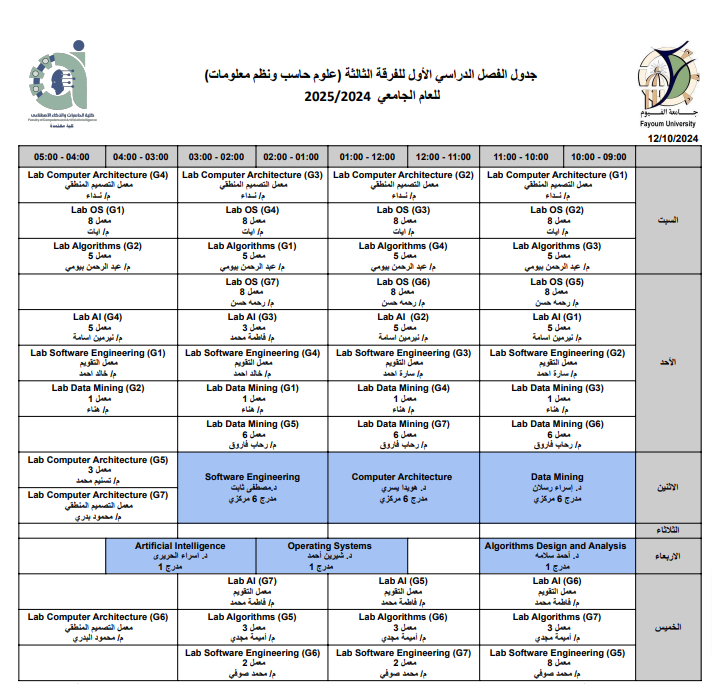 جدول الفصل الدراسي الأول للفرقة الثالثة (علوم حاسب ونظم معلومات)
للعام الجامعي 2025/2024
كلية الحاسبات والذكاء الاصطناعي
Faculty of Computers and Artificial Intelligence
كلية معتمدة
جامعة الفيوم
Fayoum University
12/10/2024
05:00 - 04:00 04:00 - 03:00 03:00 - 02:00 02:00 - 01:00 01:00 - 12:00 12:00 - 11:00 11:00 - 10:00 10:00 - 09:00
السبت
Lab Computer Architecture (G4) Lab Computer Architecture (G3) Lab Computer Architecture (G2) Lab Computer Architecture (G1)
معمل التصميم المنطقي معمل التصميم المنطقي معمل التصميم المنطقي معمل التصميم المنطقي
م/ نداء م/ نداء م/ نداء م/ نداء
Lab OS (G1) Lab OS (G4) Lab OS (G3) Lab OS (G2)
معمل 8 معمل 8 معمل 8 معمل 8
م/ ايات م/ ايات م/ ايات م/ ايات
Lab Algorithms (G2) Lab Algorithms (G1) Lab Algorithms (G4) Lab Algorithms (G3)
معمل 5 معمل 5 معمل 5 معمل 5
م/ عبد الرحمن بيومي م/ عبد الرحمن بيومي م/ عبد الرحمن بيومي م/ عبد الرحمن بيومي
الأحد
Lab OS (G7) Lab OS (G6) Lab OS (G5)
معمل 8 معمل 8 معمل 8
م/ رحمه حسن م/ رحمه حسن م/ رحمه حسن
Lab AI (G4) Lab AI (G3) Lab AI (G2) Lab AI (G1)
معمل 5 معمل 3 معمل 5 معمل 5
م/ نيرمين اسامة م/ فاطمة محمد م/ نيرمين اسامة م/ نيرمين اسامة
Lab Software Engineering (G1) Lab Software Engineering (G4) Lab Software Engineering (G3) Lab Software Engineering (G2)
معمل التقويم معمل التقويم معمل التقويم معمل التقويم
م/ خالد احمد م/ خالد احمد م/ سارة احمد م/ سارة احمد
Lab Data Mining (G2) Lab Data Mining (G1) Lab Data Mining (G4) Lab Data Mining (G3)
معمل 1 معمل 1 معمل 1 معمل 1
م/ هناء م/ هناء م/ هناء م/ هناء
Lab Data Mining (G5) Lab Data Mining (G7) Lab Data Mining (G6)
معمل 6 معمل 6 معمل 6
م/ رحاب فاروق م/ رحاب فاروق م/ رحاب فاروق
الاثنين
Lab Computer Architecture (G5)
معمل 3
م/ تسنيم محمد
Lab Computer Architecture (G7)
معمل التصميم المنطقي
م/ محمود بدري
Software Engineering Computer Architecture Data Mining
د.مصطفى ثابت د. هويدا يسري د. إسراء رسلان
مدرج 6 مركزي مدرج 6 مركزي مدرج 6 مركزي
الثلاثاء
الاربعاء
Artificial Intelligence Operating Systems Algorithms Design and Analysis
د. اسراء الحريري د. شيرين أحمد د. أحمد سلامه
مدرج 1 مدرج 1 مدرج 1
الخميس
Lab AI (G7) Lab AI (G5) Lab AI (G6)
معمل التقويم معمل التقويم معمل التقويم
م/ فاطمة محمد م/ فاطمة محمد م/ فاطمة محمد
Lab Computer Architecture (G6) Lab Algorithms (G5) Lab Algorithms (G6) Lab Algorithms (G7)
معمل التصميم المنطقي معمل 3 معمل 3 معمل 3
م/ محمود البدري م/ أميمة مجدي م/ أميمة مجدي م/ أميمة مجدي
Lab Software Engineering (G6) Lab Software Engineering (G7) Lab Software Engineering (G5)
معمل 2 معمل 2 معمل 8
م/ محمد صوفي م/ محمد صوفي م/ محمد صوفي